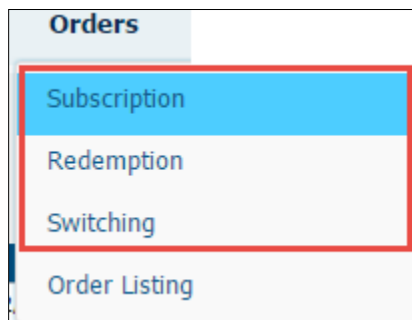 Orders
Subscription
Redemption
Switching
Order Listing